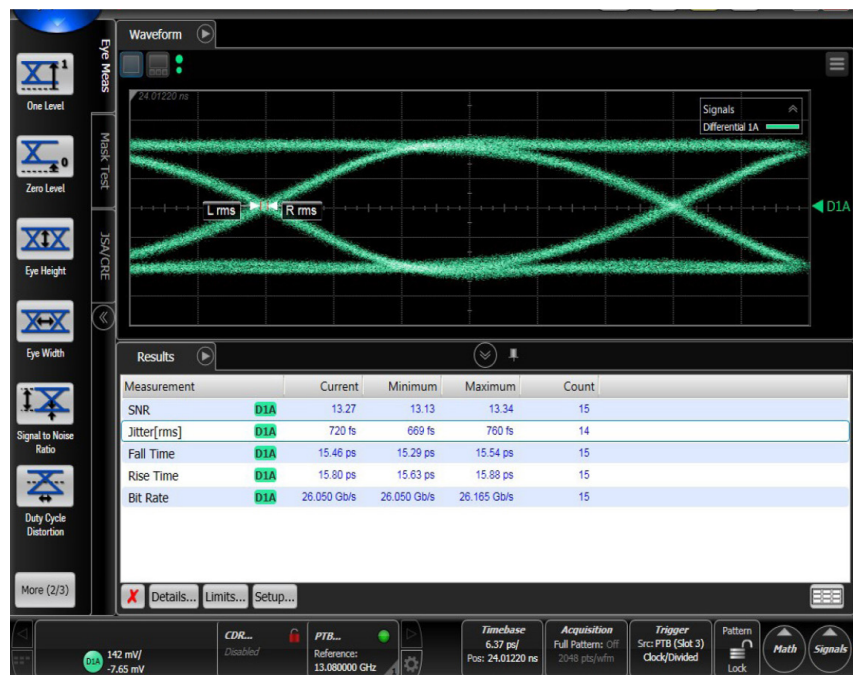 Waveform
Eye Meas
Mask Test
JSA/CRE
1
One Level
0
Zero Level
Eye Height
Eye Width
Signal to Noise
Ratio
Duty Cycle
Distortion
More (2/3)
24.01220 ns
Signals
Differential 1A
L rms
R rms
D1A
Results
Measurement Current Minimum Maximum Count
SNR D1A 13.27 13.13 13.34 15
Jitter[rms] D1A 720 fs 669 fs 760 fs 14
Fall Time D1A 15.46 ps 15.29 ps 15.54 ps 15
Rise Time D1A 15.80 ps 15.63 ps 15.88 ps 15
Bit Rate D1A 26.050 Gb/s 26.050 Gb/s 26.165 Gb/s 15
✗ Details... Limits... Setup...
D1A
142 mV/
-7.65 mV
CDR...
Disabled
PTB...
Reference:
13.080000 GHz
Timebase
6.37 ps/
Pos: 24.01220 ns
Acquisition
Full Pattern: Off
2048 pts/wfm
Trigger
Src: PTB (Slot 3)
Clock/Divided
Pattern
Lock
Math
Signals